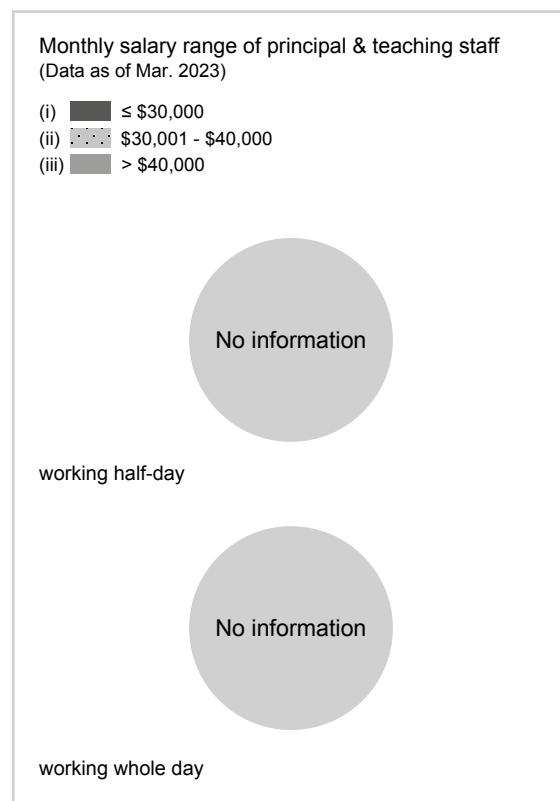 Monthly salary range of principal & teaching staff
(Data as of Mar. 2023)
(i) ≤ $30,000
(ii) $30,001 - $40,000
(iii) > $40,000
No information
working half-day
No information
working whole day